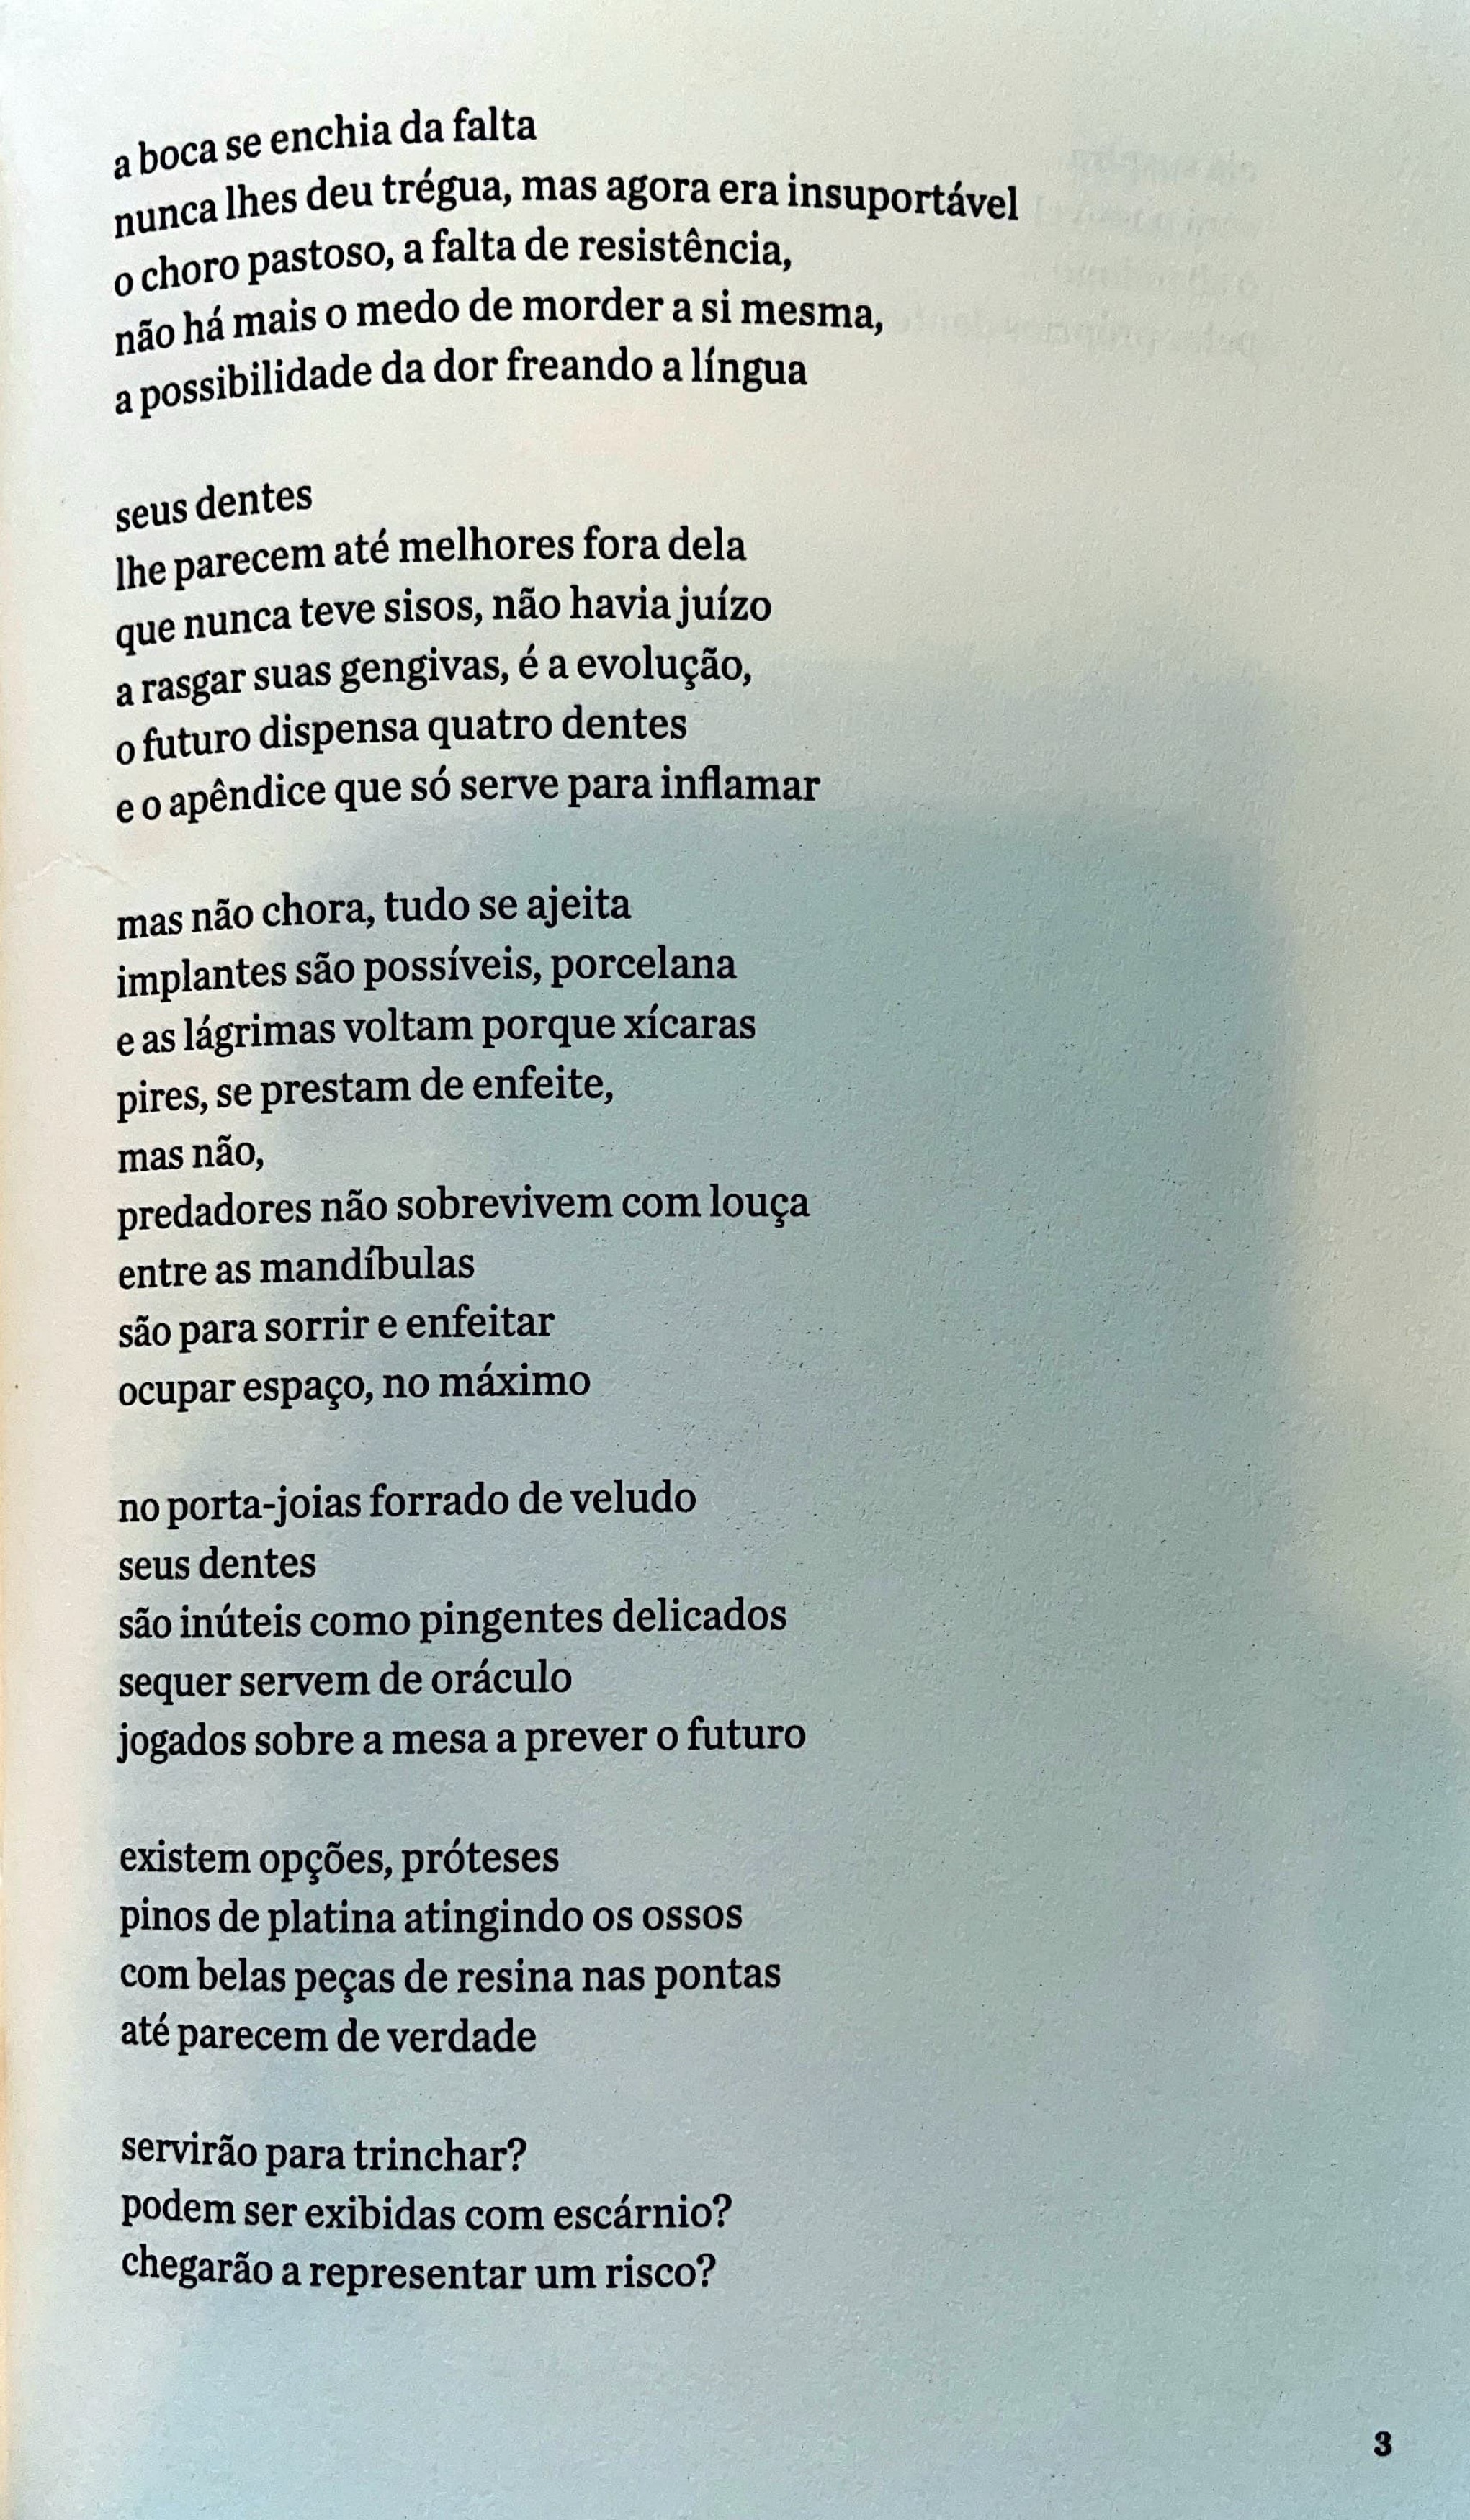 a boca se enchia da falta
nunca lhes deu trégua, mas agora era insuportável
o choro pastoso, a falta de resistência,
não há mais o medo de morder a si mesma,
a possibilidade da dor freando a língua
seus dentes
lhe parecem até melhores fora dela
que nunca teve sisos, não havia juízo
a rasgar suas gengivas, é a evolução,
o futuro dispensa quatro dentes
e o apêndice que só serve para inflamar
mas não chora, tudo se ajeita
implantes são possíveis, porcelana
e as lágrimas voltam porque xícaras
pires, se prestam de enfeite,
mas não,
predadores não sobrevivem com louça
entre as mandíbulas
são para sorrir e enfeitar
ocupar espaço, no máximo
no porta-joias forrado de veludo
seus dentes
são inúteis como pingentes delicados
sequer servem de oráculo
jogados sobre a mesa a prever o futuro
existem opções, próteses
pinos de platina atingindo os ossos
com belas peças de resina nas pontas
até parecem de verdade
servirão para trinchar?
podem ser exibidas com escárnio?
chegarão a representar um risco?
3